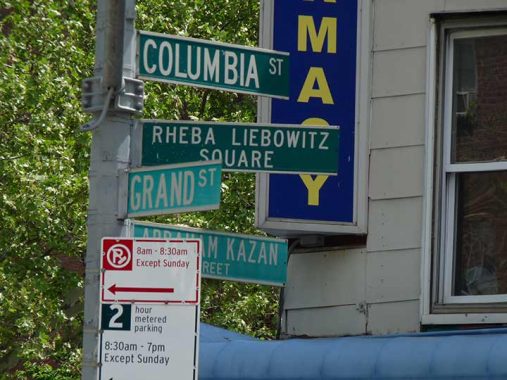 COLUMBIA ST
RHEBA LIEBOWITZ
SQUARE
GRAND ST
ABRAHAM KAZAN
STREET
MACY
8am - 8:30am
Except Sunday
2 hour
metered
parking
8:30am - 7pm
Except Sunday